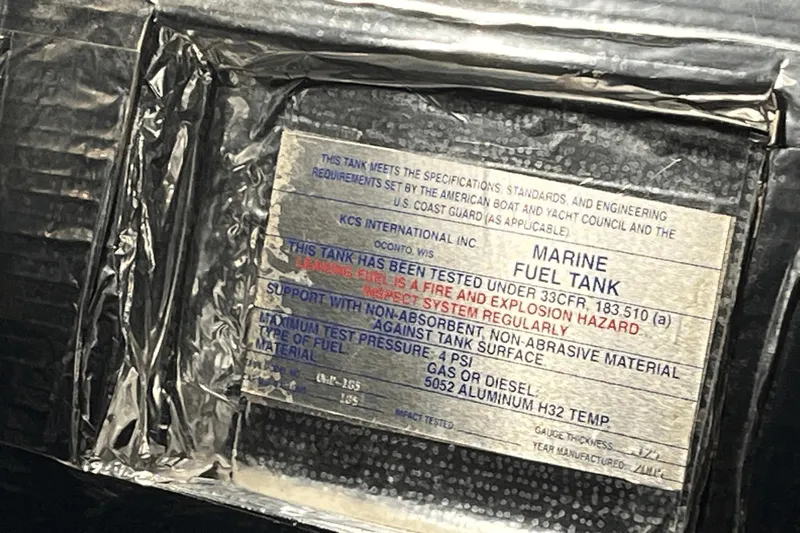 THIS TANK MEETS THE SPECIFICATIONS, STANDARDS, AND ENGINEERING
REQUIREMENTS SET BY THE AMERICAN BOAT AND YACHT COUNCIL AND THE
U.S. COAST GUARD (AS APPLICABLE)
KCS INTERNATIONAL INC.
OCONTO, WIS
MARINE
FUEL TANK
THIS TANK HAS BEEN TESTED UNDER 33CFR, 183.510 (a)
LEAKING FUEL IS A FIRE AND EXPLOSION HAZARD.
INSPECT SYSTEM REGULARLY
SUPPORT WITH NON-ABSORBENT, NON-ABRASIVE MATERIAL
AGAINST TANK SURFACE
MAXIMUM TEST PRESSURE: 4 PSI
TYPE OF FUEL: GAS OR DIESEL:
MATERIAL 5052 ALUMINUM H32 TEMP.
GAUGE THICKNESS: .125
185
IMPACT TESTED
YEAR MANUFACTURED: